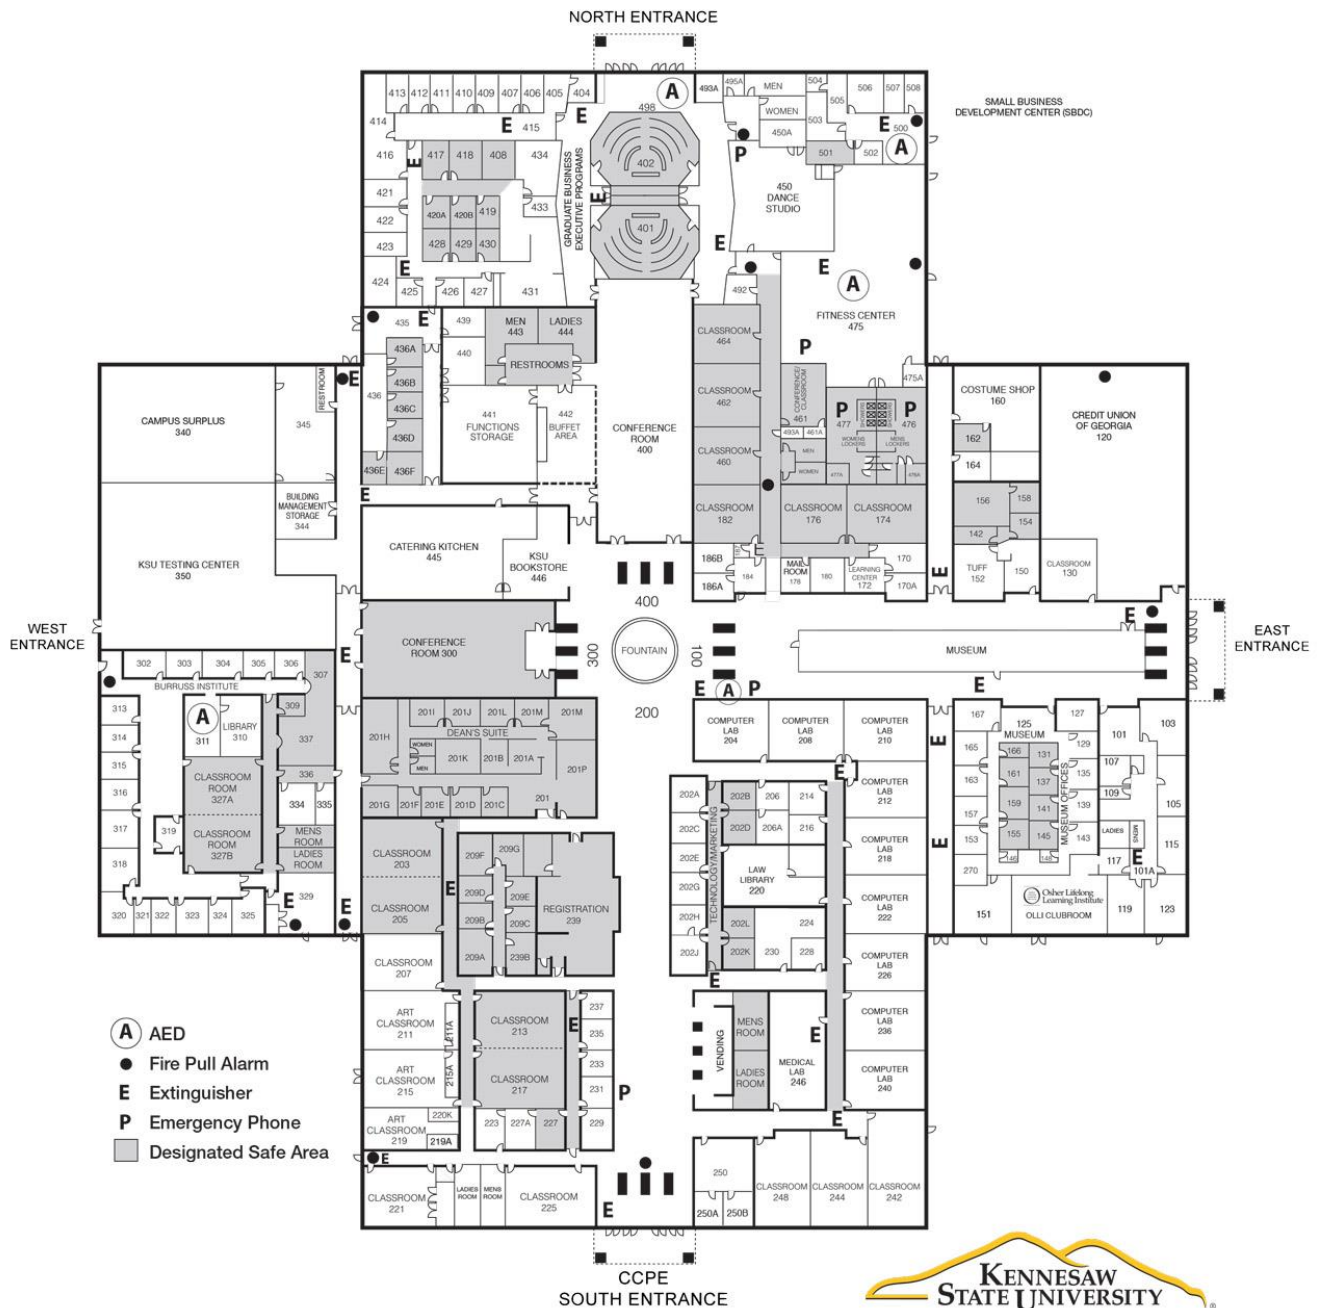 NORTH ENTRANCE
413 412 411 410 409 407 406 405 404
A
493A 495A MEN 504 506 507 508
SMALL BUSINESS
DEVELOPMENT CENTER (SBDC)
498
414 E 415 E
WOMEN 503 505 E 500
450A
P
A
416 E 417 418 408 434
402
501 502
GRADUATE BUSINESS
EXECUTIVE PROGRAMS
E
450
DANCE
STUDIO
421
422 420A 420B 419 433
401
423 428 429 430
E
E
E
424 425 426 427 431
492
A
FITNESS CENTER
475
435 E 439
MEN
443
LADIES
444
CLASSROOM
464
P
436A 440 RESTROOMS
E
436 436B
436C
436D
436E 436F
441
FUNCTIONS
STORAGE
442
BUFFET
AREA
CONFERENCE
ROOM
400
CLASSROOM
462
CONFERENCE/
CLASSROOM
461
475A
P
477
SHOWERS
SHOWERS
P
476
WOMENS
LOCKERS
MENS
LOCKERS
493A 461A
MEN
WOMEN
477A 476A
CLASSROOM
460
COSTUME SHOP
160
CREDIT UNION
OF GEORGIA
120
162
164
CAMPUS SURPLUS
340
345
RESTROOM
BUILDING
MANAGEMENT
STORAGE
344
E
CLASSROOM
182
CLASSROOM
176
CLASSROOM
174
156 158
154
142
KSU TESTING CENTER
350
CATERING KITCHEN
445
KSU
BOOKSTORE
446
186B 187 E
186A 184
MAIL
ROOM
178
180
LEARNING
CENTER
172
170
170A
E
TUFF
152
150
CLASSROOM
130
400
WEST
ENTRANCE
CONFERENCE
ROOM 300
300
FOUNTAIN
100
MUSEUM
E
EAST
ENTRANCE
E
E A P
E
200
302 303 304 305 306 307
BURRUSS INSTITUTE
313
A
311
LIBRARY
310
309
337
314
315
316
317
318
319
CLASSROOM
ROOM
327A
CLASSROOM
ROOM
327B
336
334 335
MENS
ROOM
LADIES
ROOM
329
E
E
320 321 322 323 324 325
201I 201J 201L 201M 201M
201H
DEAN'S SUITE
WOMEN
MEN
201K 201B 201A 201P
201G 201F 201E 201D 201C 201
COMPUTER
LAB
204
COMPUTER
LAB
208
COMPUTER
LAB
210
E
COMPUTER
LAB
212
COMPUTER
LAB
218
COMPUTER
LAB
222
COMPUTER
LAB
226
COMPUTER
LAB
236
COMPUTER
LAB
240
E
E
167
125
MUSEUM
127
101
103
165 166 131 129
107
163 161 137 135
109
105
159 141 139
157
MUSEUM OFFICES
153 155 145 143
LADIES
MENS
115
146 148
117
E
101A
270
151
Osher Lifelong
Learning Institute
OLLI CLUBROOM
119
123
CLASSROOM
203
CLASSROOM
205
E
209F 209G
209D 209E
209B 209C
209A 239B
REGISTRATION
239
202A
202C
202E
202G
202H
202J
TECHNOLOGY/MARKETING
202B 206 214
202D 206A 216
LAW
LIBRARY
220
202L 224
202K 230 228
E
CLASSROOM
207
ART
CLASSROOM
211
211A
ART
CLASSROOM
215
215A
ART
CLASSROOM
219
220K
219A
CLASSROOM
213
CLASSROOM
217
E
237
235
233
231
229
P
223 227A 227
VENDING
MENS
ROOM
LADIES
ROOM
MEDICAL
LAB
246
E
E
E
CLASSROOM
221
LADIES
ROOM
MENS
ROOM
CLASSROOM
225
E
250
250A 250B
CLASSROOM
248
CLASSROOM
244
CLASSROOM
242
A AED
Fire Pull Alarm
E Extinguisher
P Emergency Phone
Designated Safe Area
CCPE
SOUTH ENTRANCE
KENNESAW
STATE UNIVERSITY
®